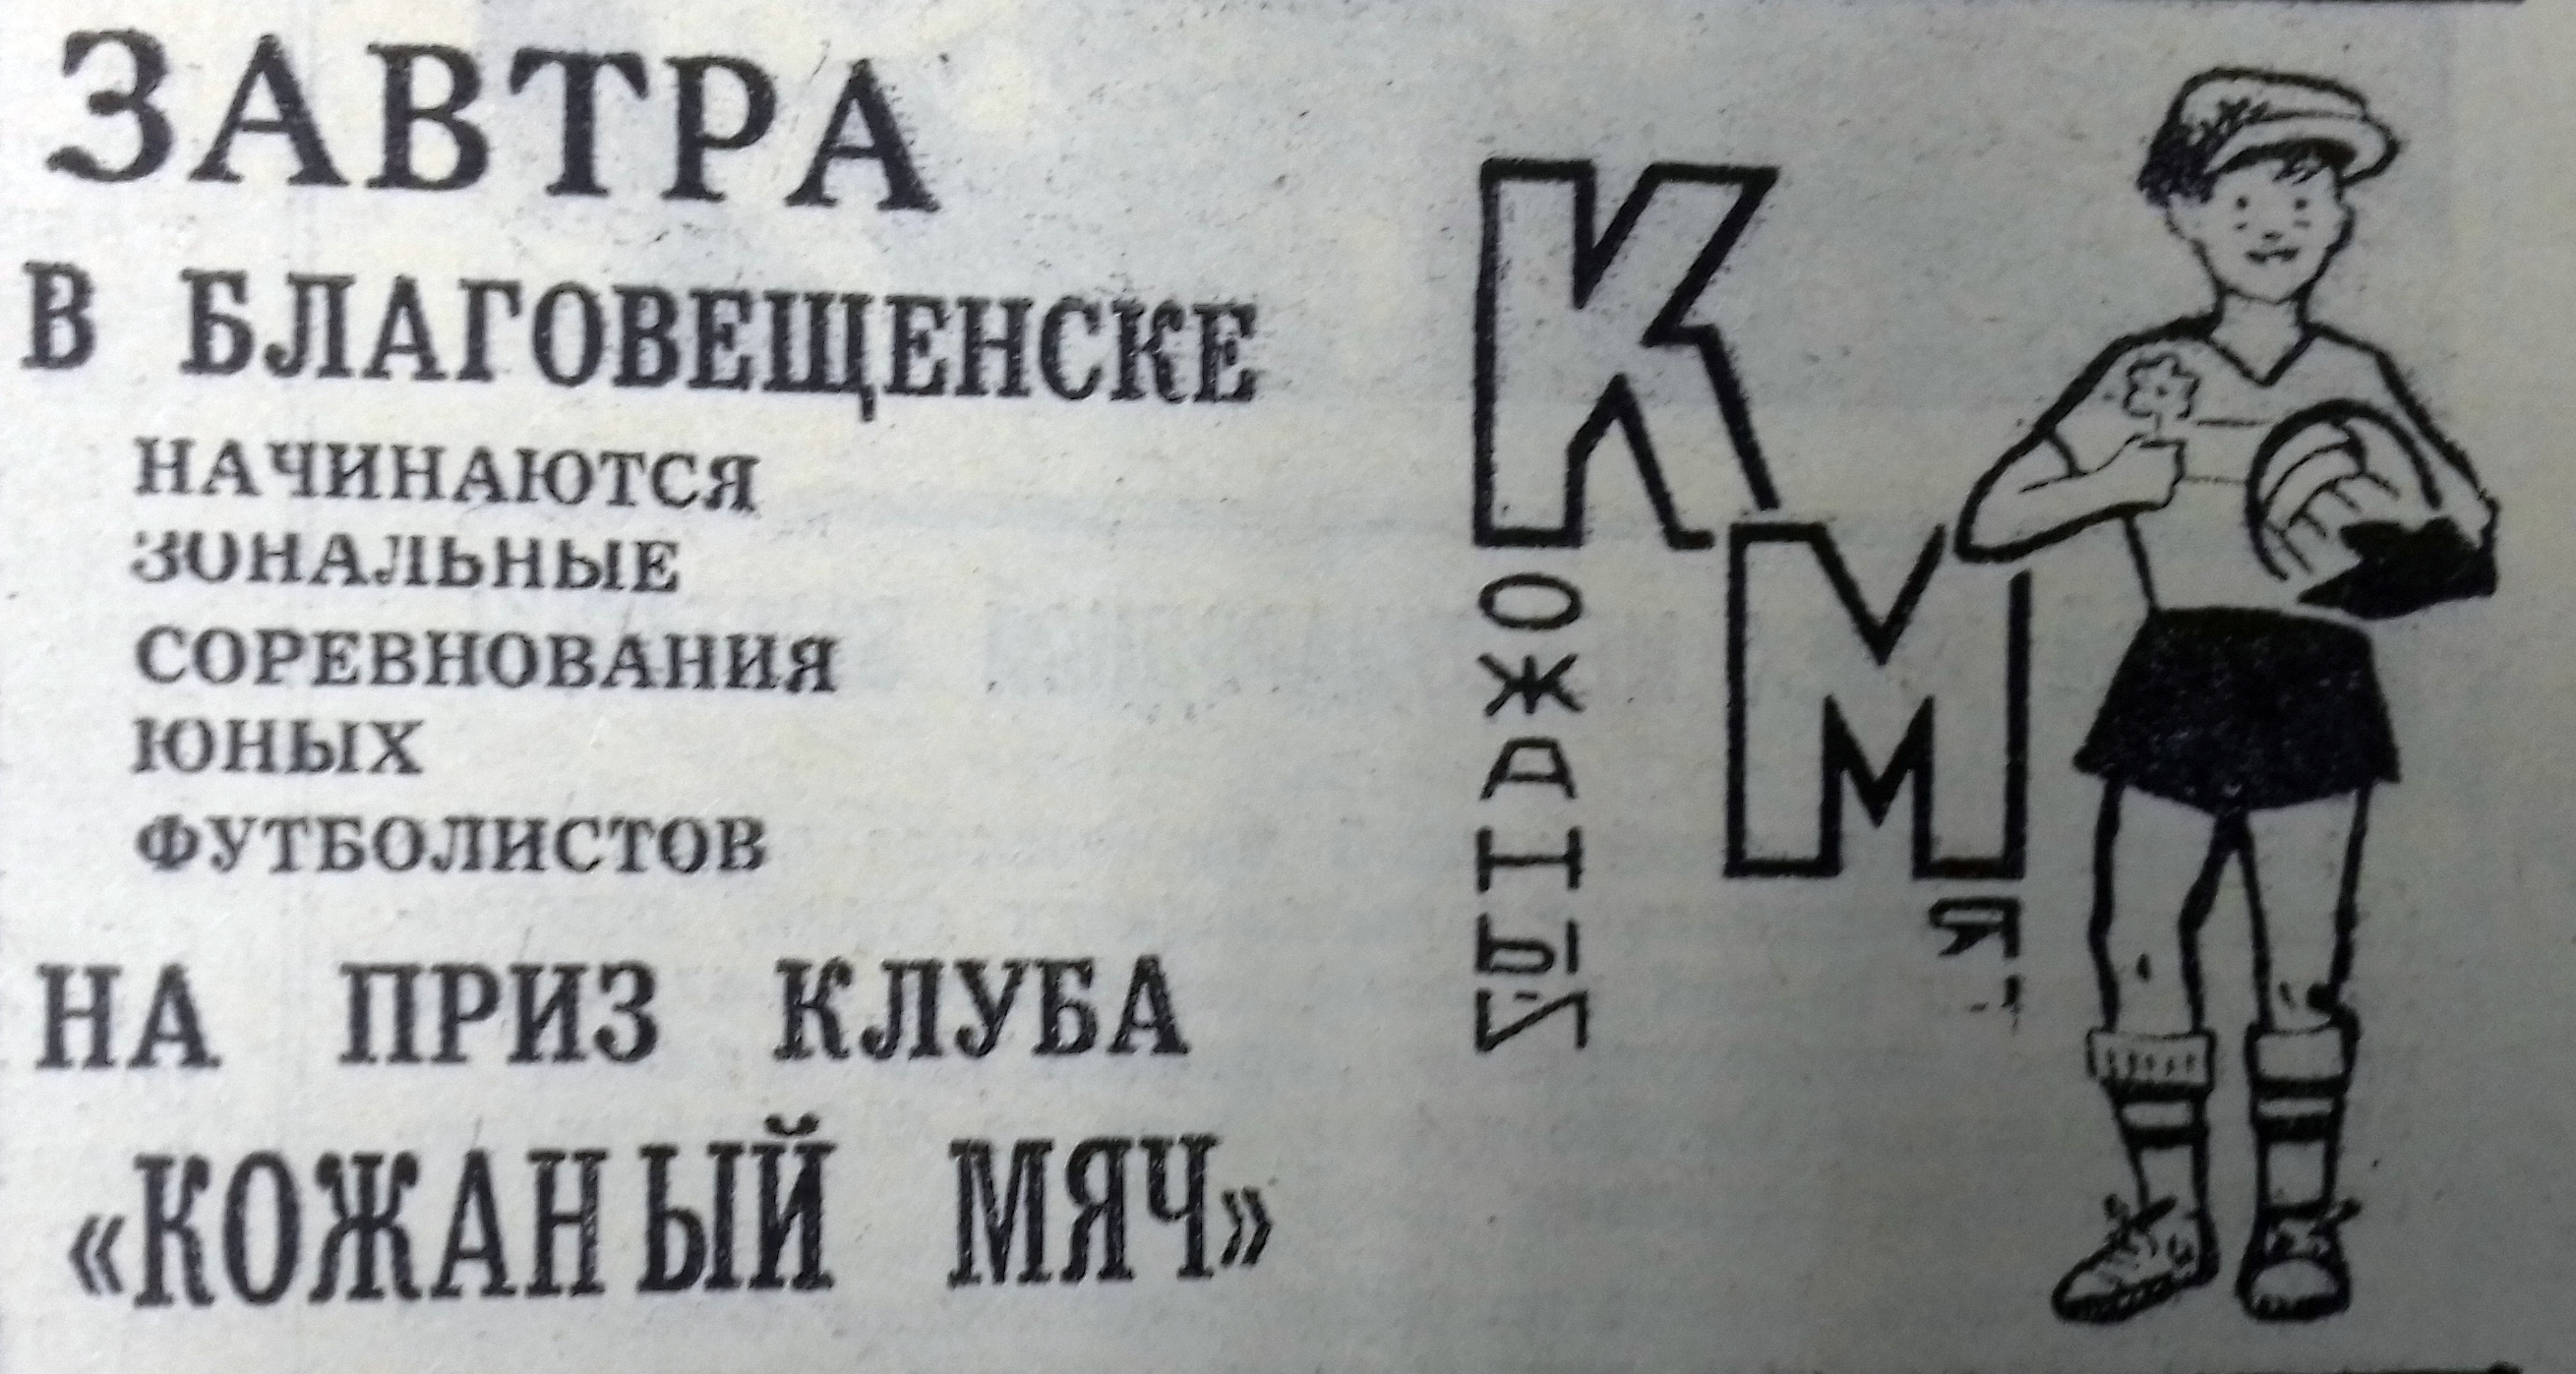 ЗАВТРА
В БЛАГОВЕЩЕНСКЕ
НАЧИНАЮТСЯ
ЗОНАЛЬНЫЕ
СОРЕВНОВАНИЯ
ЮНЫХ
ФУТБОЛИСТОВ
НА ПРИЗ КЛУБА
«КОЖАНЫЙ МЯЧ»
КОЖАНЫЙ
МЯЧ